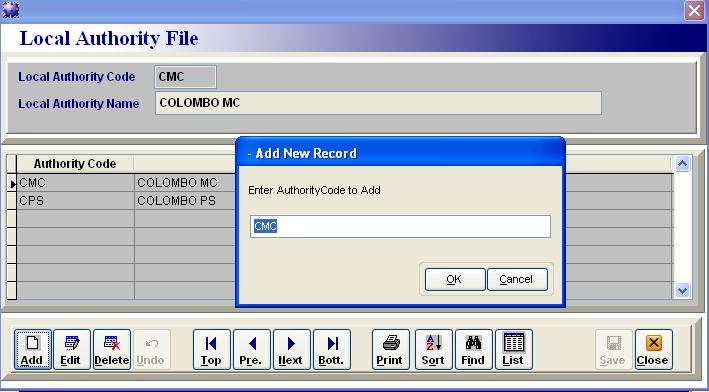 Local Authority File
Local Authority Code CMC
Local Authority Name COLOMBO MC
Authority Code
CMC COLOMBO MC
CPS COLOMBO PS
- Add New Record
Enter AuthorityCode to Add
CMC
OK Cancel
Add Edit Delete Undo Top Pre. Next Bott. Print Sort Find List Save Close